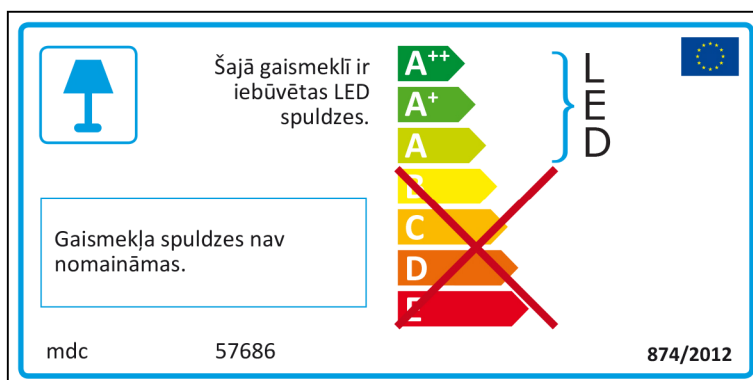 Šajā gaismeklī ir
iebūvētas LED
spuldzes.
A++
A+
A
B
C
D
E
L
E
D
Gaismekļa spuldzes nav
nomaināmas.
mdc 57686
874/2012